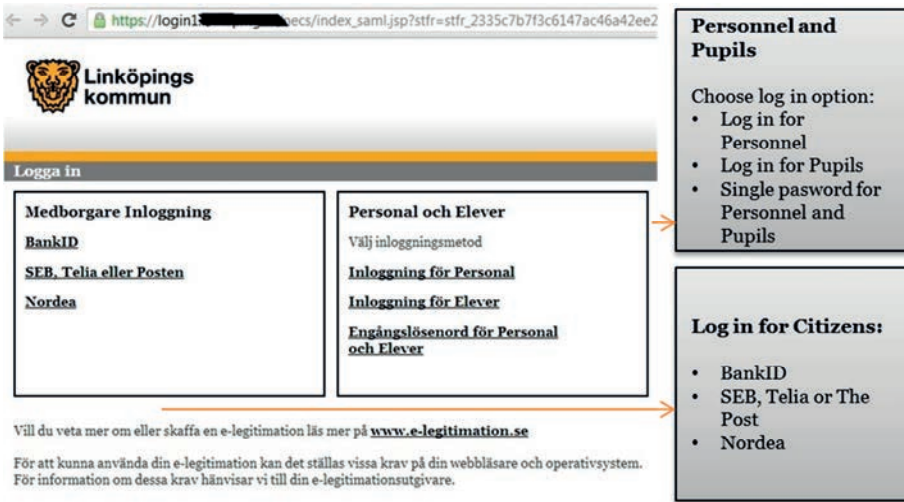 https://login1
ecs/index_saml.jsp?stfr=stfr_2335c7b7f3c6147ac46a42ee2
Linköpings
kommun
Logga in
Medborgare Inloggning
BankID
SEB, Telia eller Posten
Nordea
Personal och Elever
Välj inloggningsmetod
Inloggning för Personal
Inloggning för Elever
Engångslösenord för Personal
och Elever
Vill du veta mer om eller skaffa en e-legitimation läs mer på www.e-legitimation.se
För att kunna använda din e-legitimation kan det ställas vissa krav på din webbläsare och operativsystem.
För information om dessa krav hänvisar vi till din e-legitimationsutgivare.
Personnel and
Pupils
Choose log in option:
• Log in for
Personnel
• Log in for Pupils
• Single pasword for
Personnel and
Pupils
Log in for Citizens:
• BankID
• SEB, Telia or The
Post
• Nordea